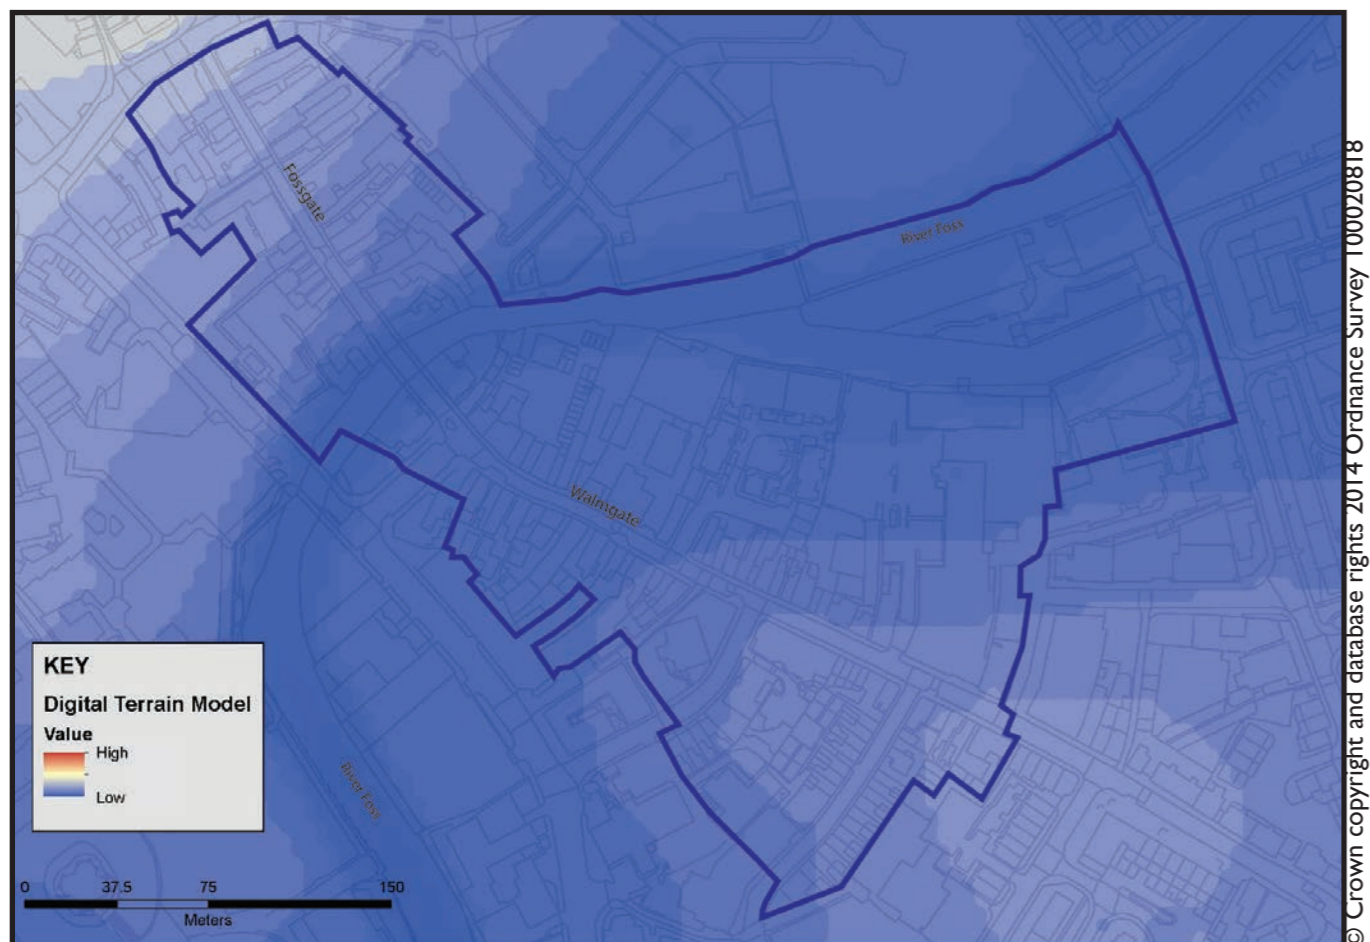 Fossgate
River Foss
Walmgate
River Foss
KEY
Digital Terrain Model
Value
High
Low
0 37.5 75 150
Meters
© Crown copyright and database rights 2014 Ordnance Survey 100020818